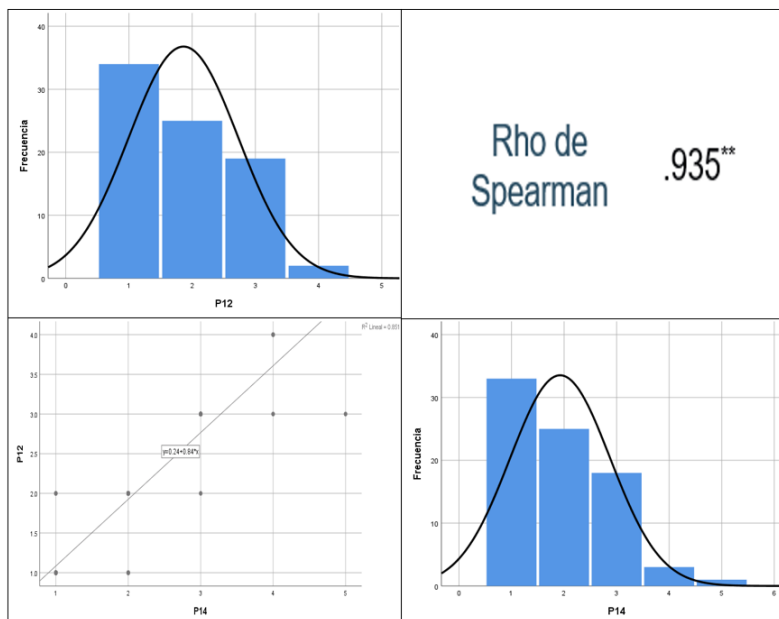 40
30
20
10
0
Frecuencia
0 1 2 3 4 5
P12
Rho de
Spearman
.935**
R² Lineal =
4.0
3.5
3.0
2.5
2.0
1.5
1.0
P12
y=0.24+0.84*x
1 2 3 4 5
P14
40
30
20
10
0
Frecuencia
0 1 2 3 4 5 6
P14